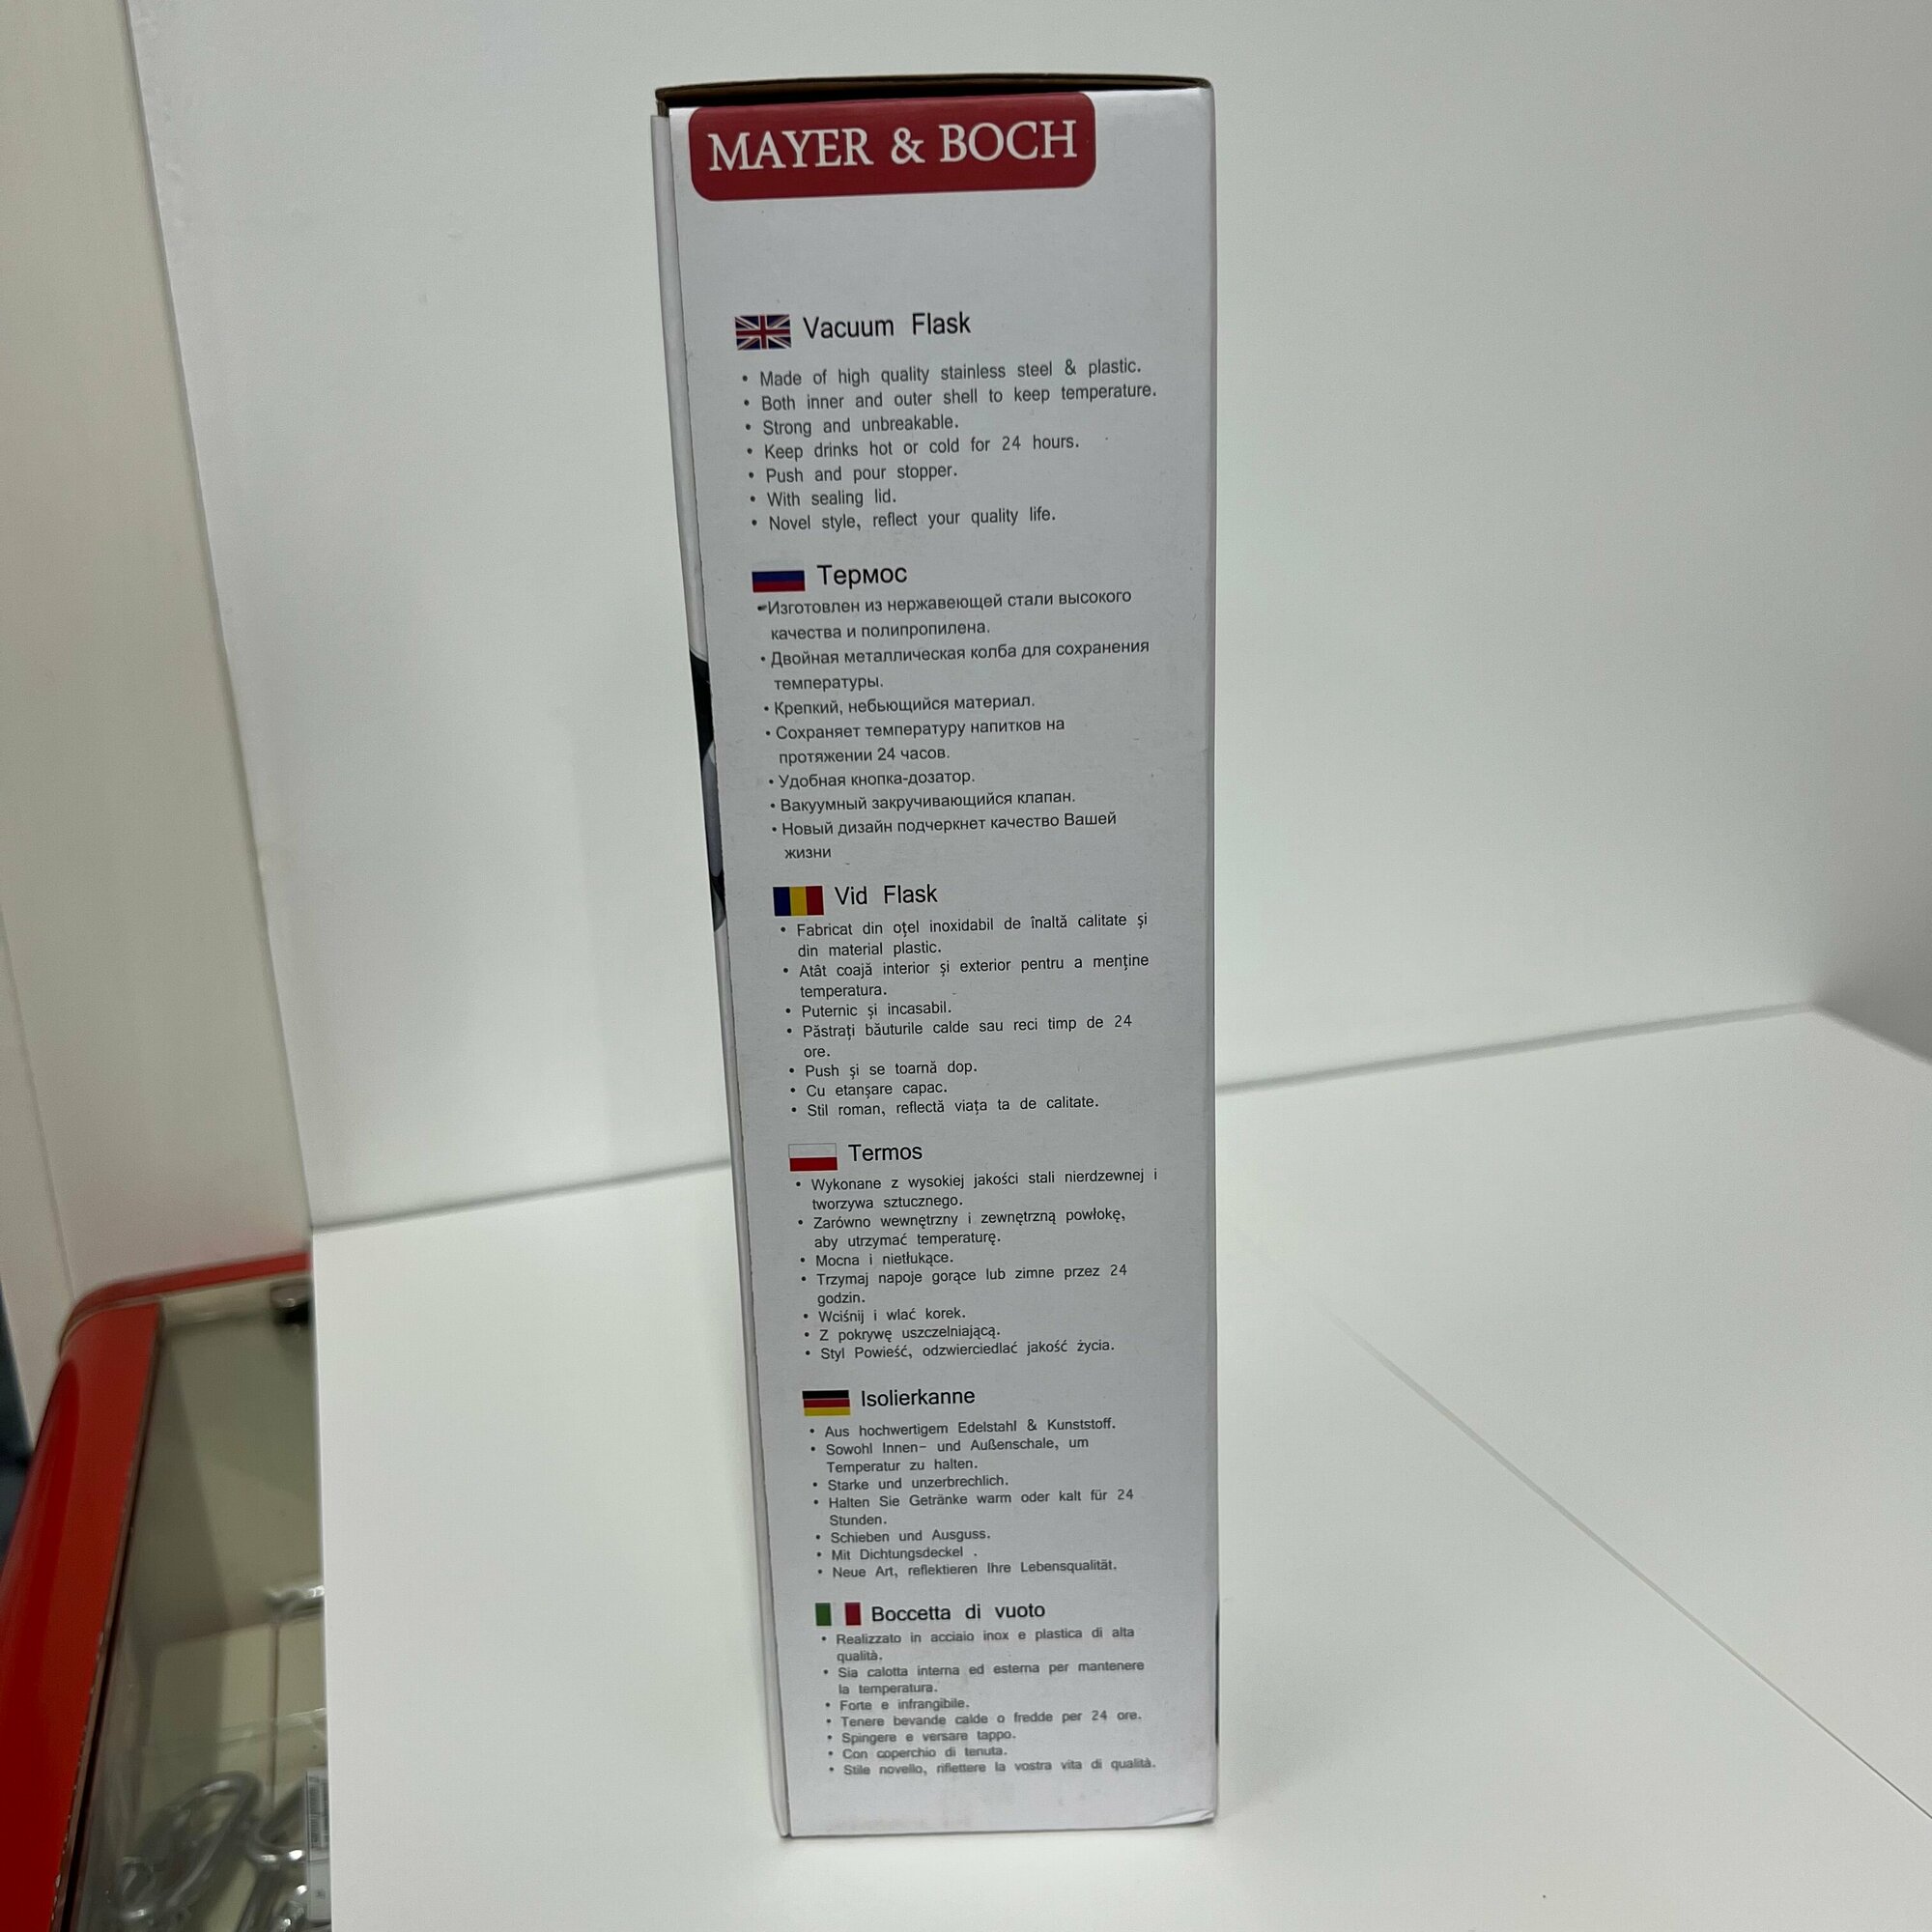 MAYER & BOCH
Vacuum Flask
• Made of high quality stainless steel & plastic.
• Both inner and outer shell to keep temperature.
• Strong and unbreakable.
• Keep drinks hot or cold for 24 hours.
• Push and pour stopper.
• With sealing lid.
• Novel style, reflect your quality life.
Термос
•Изготовлен из нержавеющей стали высокого
качества и полипропилена.
• Двойная металлическая колба для сохранения
температуры.
• Крепкий, небьющийся материал.
• Сохраняет температуру напитков на
протяжении 24 часов.
• Удобная кнопка-дозатор.
• Вакуумный закручивающийся клапан.
• Новый дизайн подчеркнет качество Вашей
жизни
Vid Flask
• Fabricat din oţel inoxidabil de înaltă calitate şi
din material plastic.
• Atât coajă interior şi exterior pentru a menţine
temperatura.
• Puternic şi incasabil.
• Păstraţi băuturile calde sau reci timp de 24
ore.
• Push şi se toarnă dop.
• Cu etanşare capac.
• Stil roman, reflectă viaţa ta de calitate.
Termos
• Wykonane z wysokiej jakości stali nierdzewnej i
tworzywa sztucznego.
• Zarówno wewnętrzny i zewnętrzną powłokę,
aby utrzymać temperaturę.
• Mocna i nietłukące.
• Trzymaj napoje gorące lub zimne przez 24
godzin.
• Wciśnij i wlać korek.
• Z pokrywę uszczelniającą.
• Styl Powieść, odzwierciedlać jakość życia.
Isolierkanne
• Aus hochwertigem Edelstahl & Kunststoff.
• Sowohl Innen- und Außenschale, um
Temperatur zu halten.
• Starke und unzerbrechlich.
• Halten Sie Getränke warm oder kalt für 24
Stunden.
• Schieben und Ausguss.
• Mit Dichtungsdeckel .
• Neue Art, reflektieren Ihre Lebensqualität.
Boccetta di vuoto
• Realizzato in acciaio inox e plastica di alta
qualità.
• Sia calotta interna ed esterna per mantenere
la temperatura.
• Forte e infrangibile.
• Tenere bevande calde o fredde per 24 ore.
• Spingere e versare tappo.
• Con coperchio di tenuta.
• Stile novello, riflettere la vostra vita di qualità.